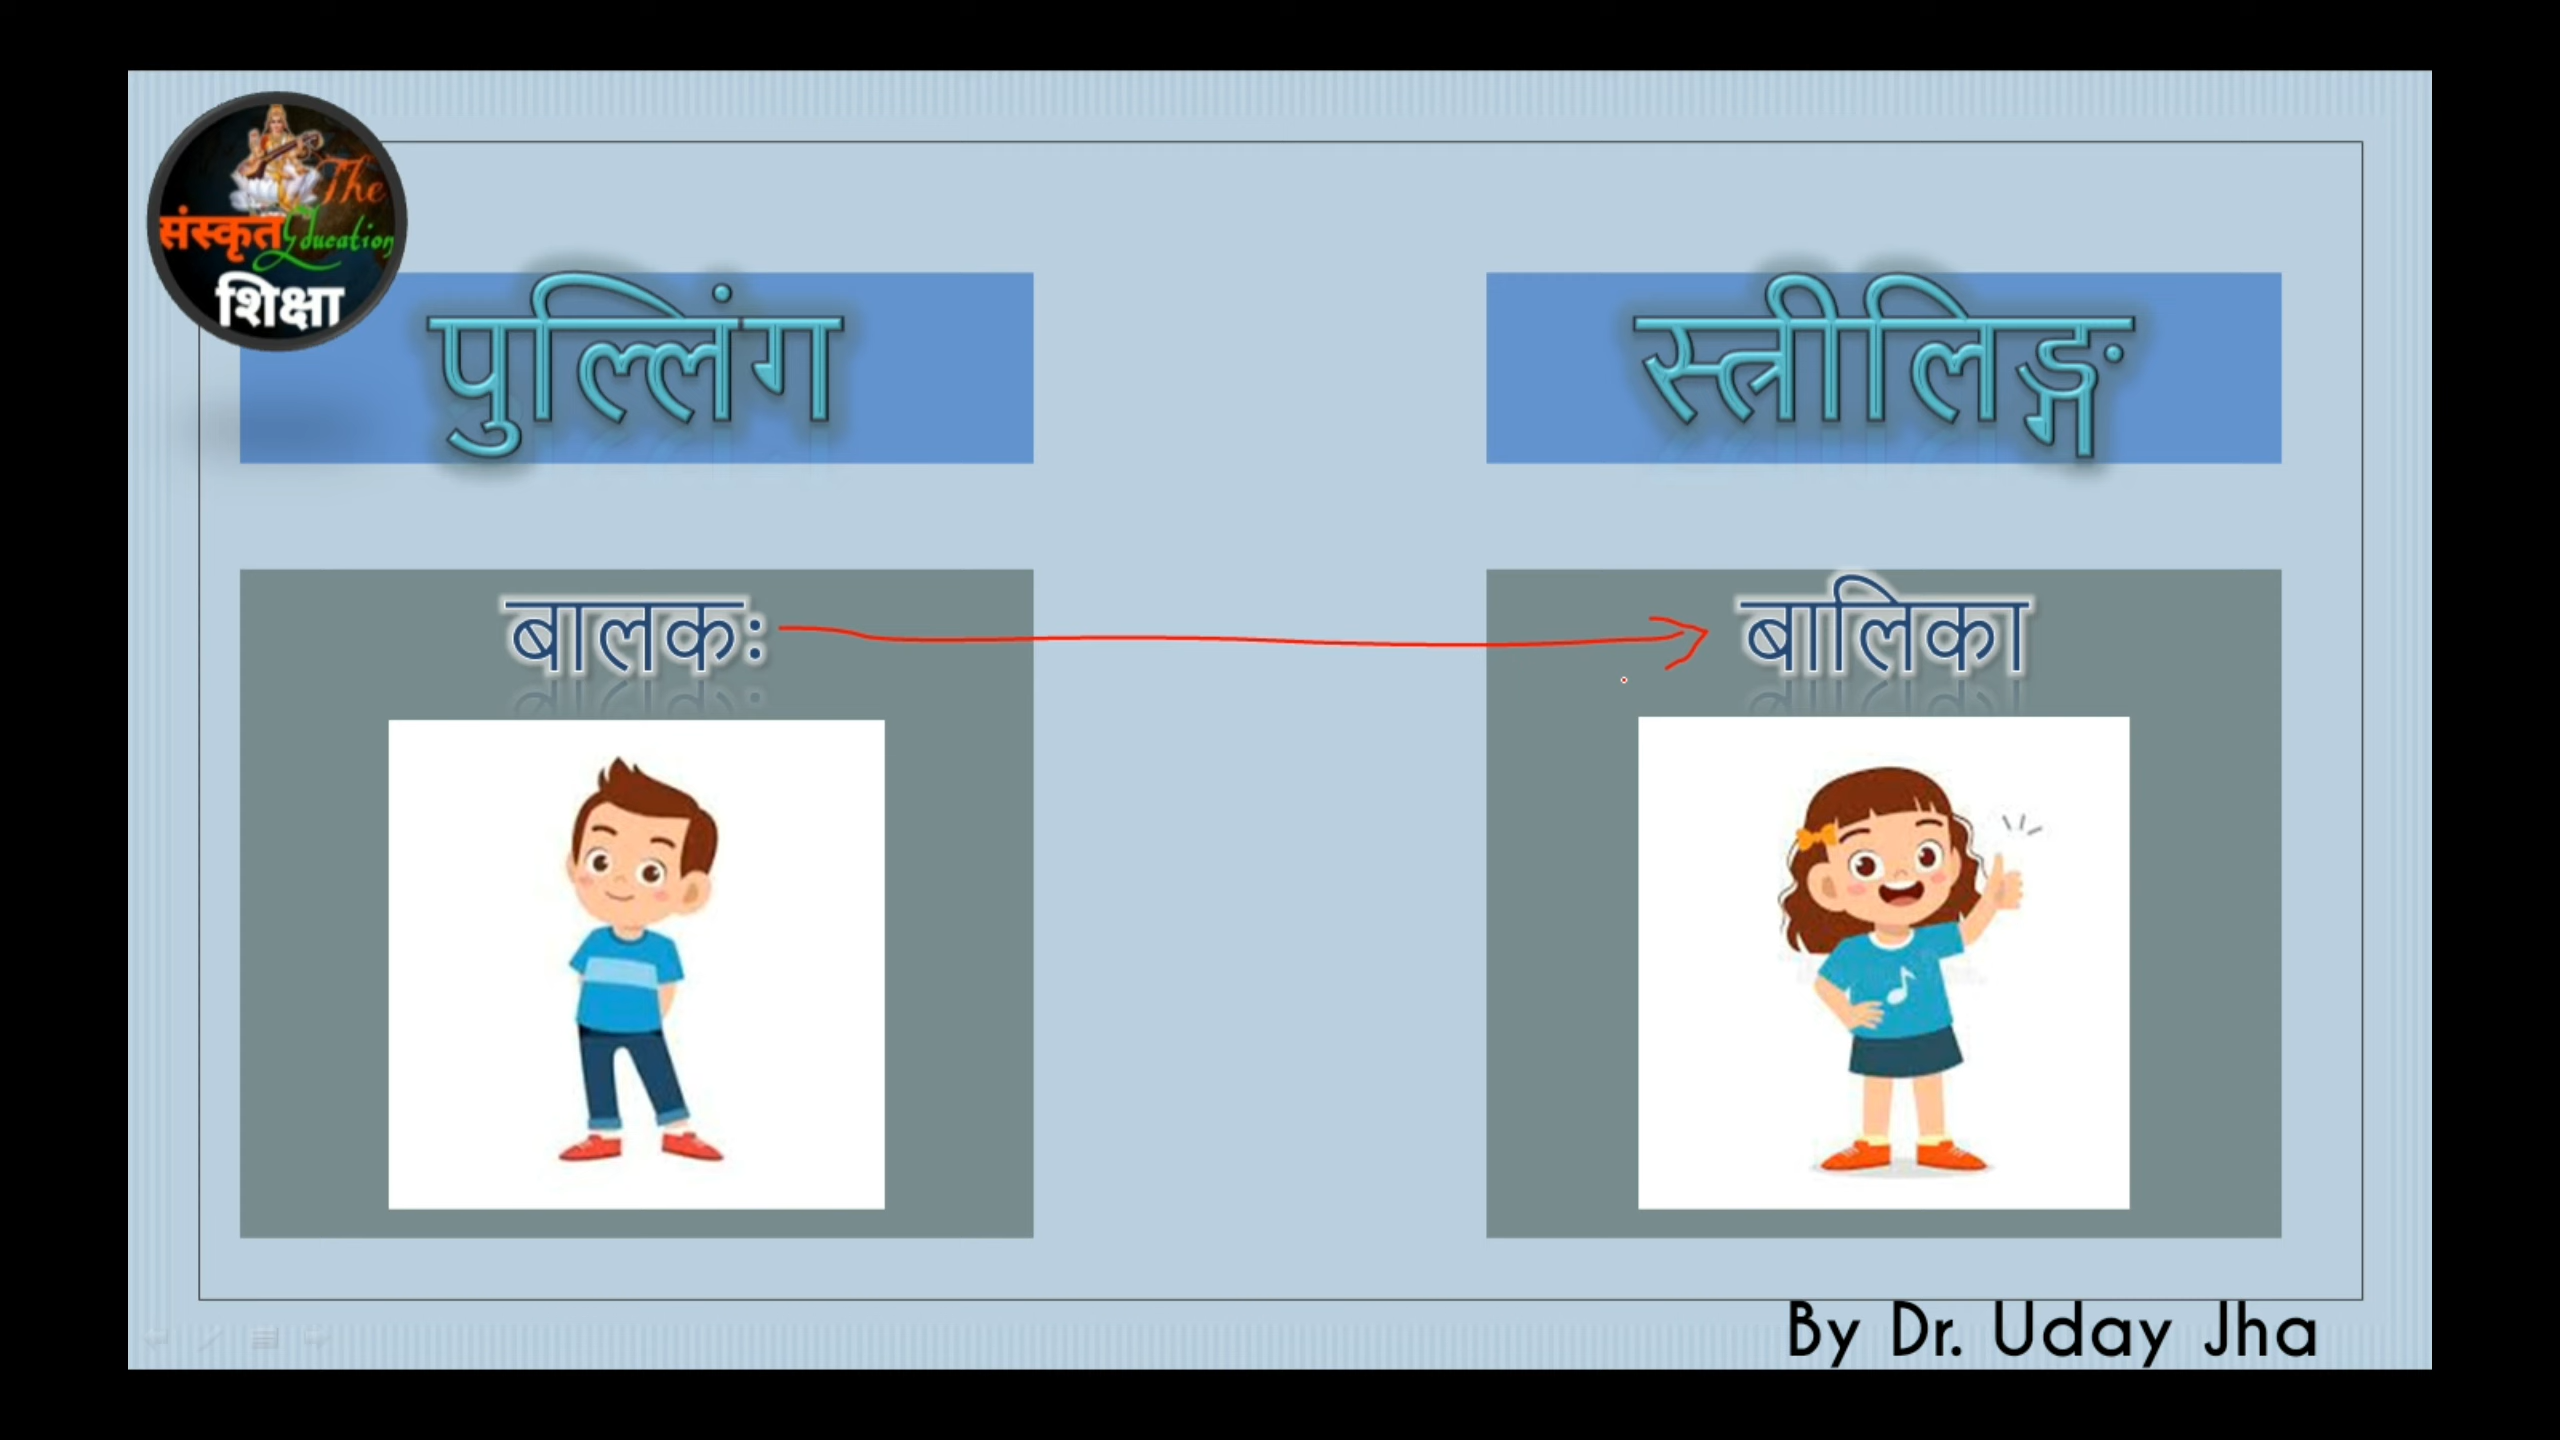 The
संस्कृत Education
शिक्षा
पुल्लिंग
स्त्रीलिङ्ग
बालकः
बालिका
By Dr. Uday Jha